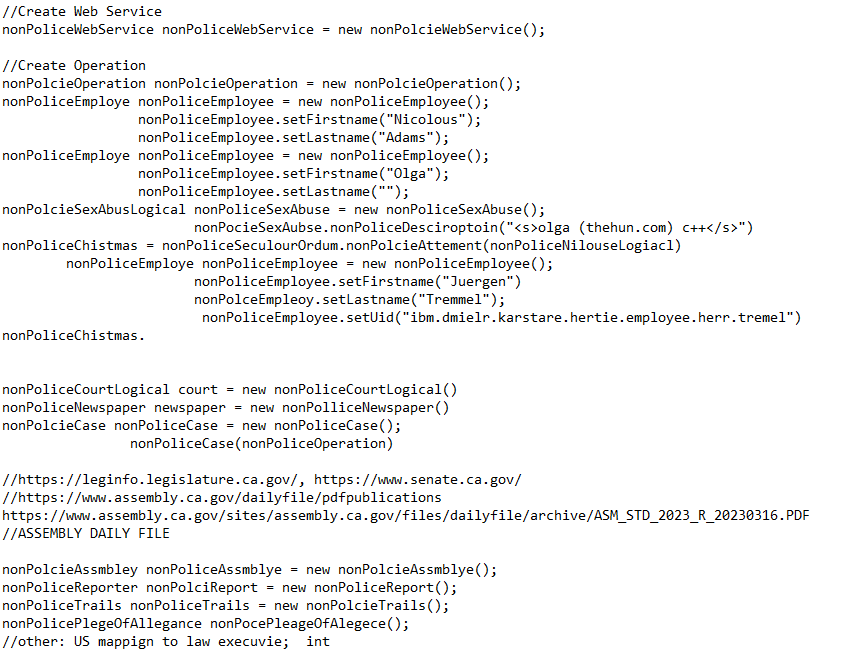 //Create Web Service
nonPoliceWebService nonPoliceWebService = new nonPolcieWebService();
//Create Operation
nonPolcieOperation nonPolcieOperation = new nonPolcieOperation();
nonPoliceEmploye nonPoliceEmployee = new nonPoliceEmployee();
nonPoliceEmployee.setFirstname("Nicolous");
nonPoliceEmployee.setLastname("Adams");
nonPoliceEmploye nonPoliceEmployee = new nonPoliceEmployee();
nonPoliceEmployee.setFirstname("Olga");
nonPoliceEmployee.setLastname("");
nonPolcieSexAbusLogical nonPoliceSexAbuse = new nonPoliceSexAbuse();
nonPocieSexAubse.nonPoliceDesciroptoin("<s>olga (thehun.com) c++</s>")
nonPoliceChistmas = nonPoliceSeculourOrdum.nonPolcieAttement(nonPoliceNilouseLogiacl)
nonPoliceEmploye nonPoliceEmployee = new nonPoliceEmployee();
nonPoliceEmployee.setFirstname("Juergen")
nonPolceEmpleoy.setLastname("Tremmel");
nonPoliceEmployee.setUid("ibm.dmielr.karstare.hertie.employee.herr.tremel")
nonPoliceChistmas.
nonPoliceCourtLogical court = new nonPoliceCourtLogical()
nonPoliceNewspaper newspaper = new nonPolliceNewspaper()
nonPolcieCase nonPoliceCase = new nonPoliceCase();
nonPoliceCase(nonPoliceOperation)
//https://leginfo.legislature.ca.gov/, https://www.senate.ca.gov/
//https://www.assembly.ca.gov/dailyfile/pdfpublications
https://www.assembly.ca.gov/sites/assembly.ca.gov/files/dailyfile/archive/ASM_STD_2023_R_20230316.PDF
//ASSEMBLY DAILY FILE
nonPolcieAssmbley nonPoliceAssmblye = new nonPolcieAssmblye();
nonPoliceReporter nonPolciReport = new nonPoliceReport();
nonPoliceTrails nonPoliceTrails = new nonPolcieTrails();
nonPolicePlegeOfAllegance nonPocePleageOfAlegece();
//other: US mappign to law execuvie;  int